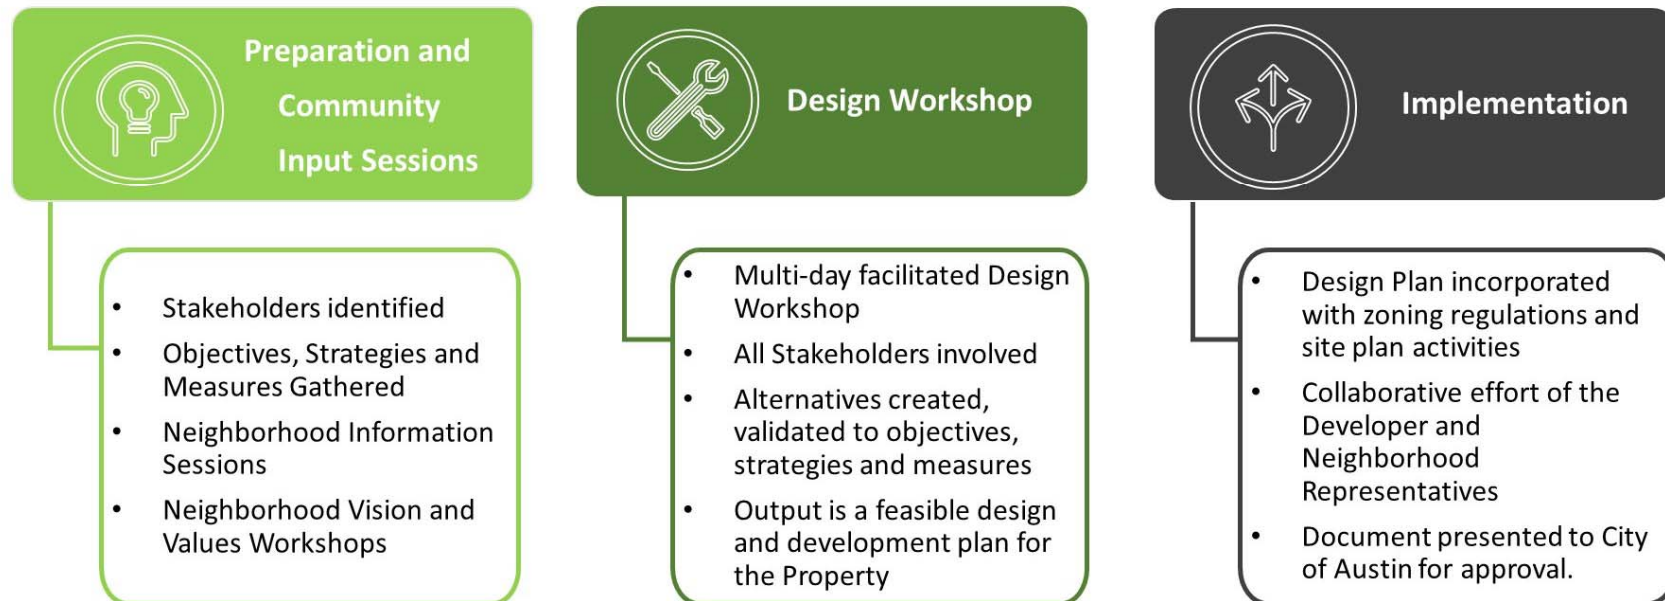 Preparation and
Community
Input Sessions
• Stakeholders identified
• Objectives, Strategies and
Measures Gathered
• Neighborhood Information
Sessions
• Neighborhood Vision and
Values Workshops
Design Workshop
• Multi-day facilitated Design
Workshop
• All Stakeholders involved
• Alternatives created,
validated to objectives,
strategies and measures
• Output is a feasible design
and development plan for
the Property
Implementation
• Design Plan incorporated
with zoning regulations and
site plan activities
• Collaborative effort of the
Developer and
Neighborhood
Representatives
• Document presented to City
of Austin for approval.